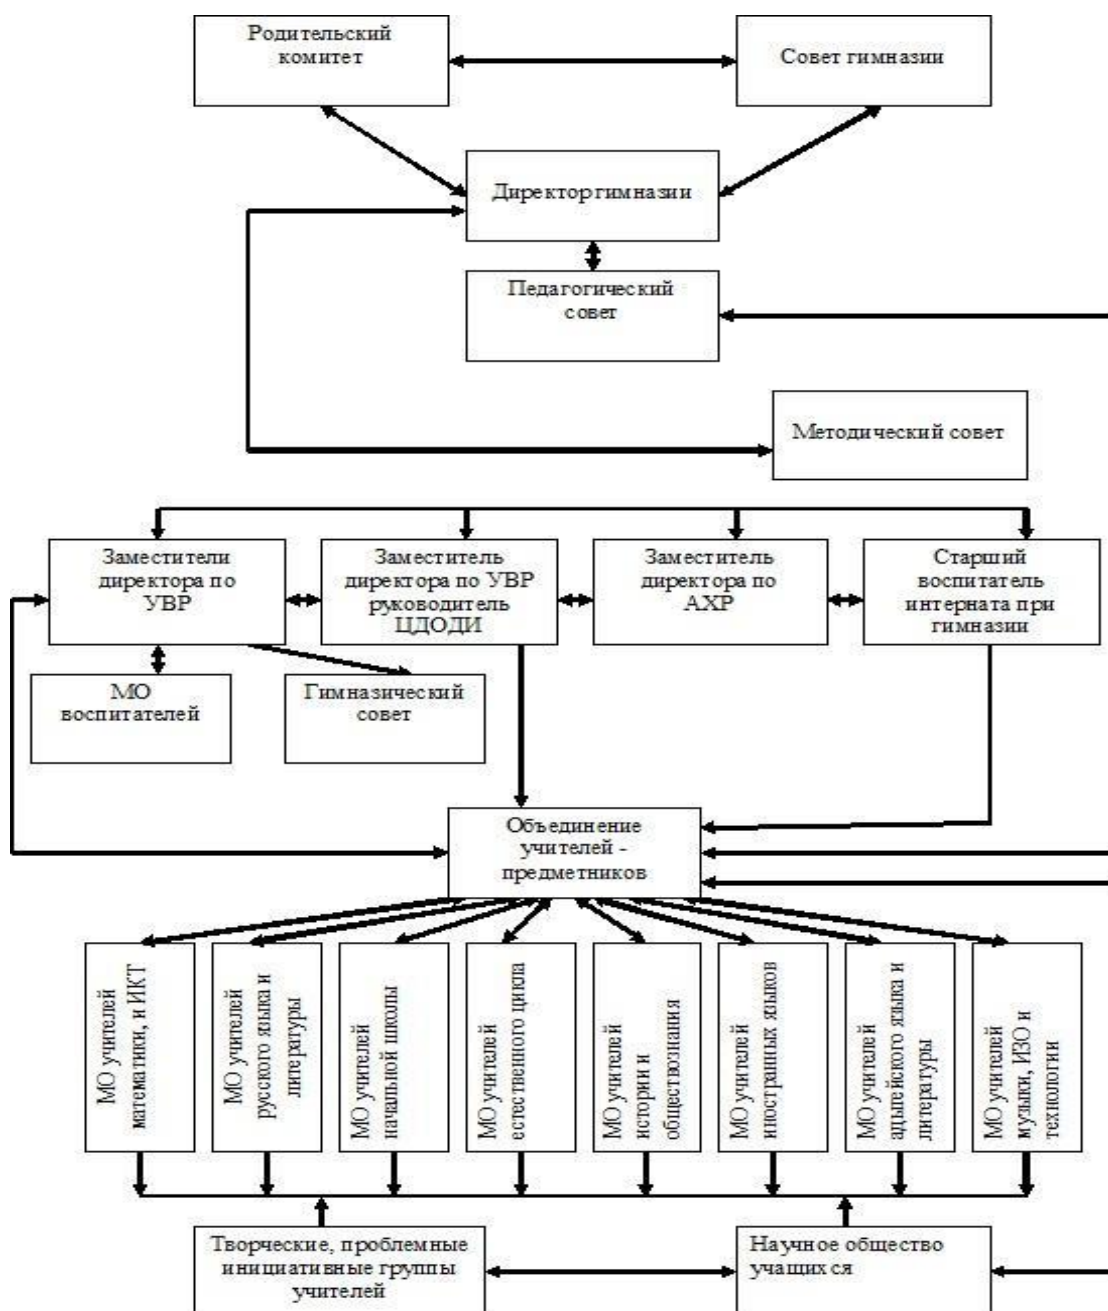 Родительский
комитет
Совет гимназии
Директор гимназии
Педагогический
совет
Методический совет
Заместители
директора по
УВР
Заместитель
директора по УВР
руководитель
ЦДОДИ
Заместитель
директора по
АХР
Старший
воспитатель
интерната при
гимназии
МО
воспитателей
Гимназический
совет
Объединение
учителей -
предметников
МО учителей
математики, и ИКТ
МО учителей
русского языка и
литературы
МО учителей
начальной школы
МО учителей
естественного цикла
МО учителей
истории и
обществознания
МО учителей
иностранных языков
МО учителей
адыгейского языка и
литературы
МО учителей
музыки, ИЗО и
технологии
Творческие, проблемные
инициативные группы
учителей
Научное общество
учащихся